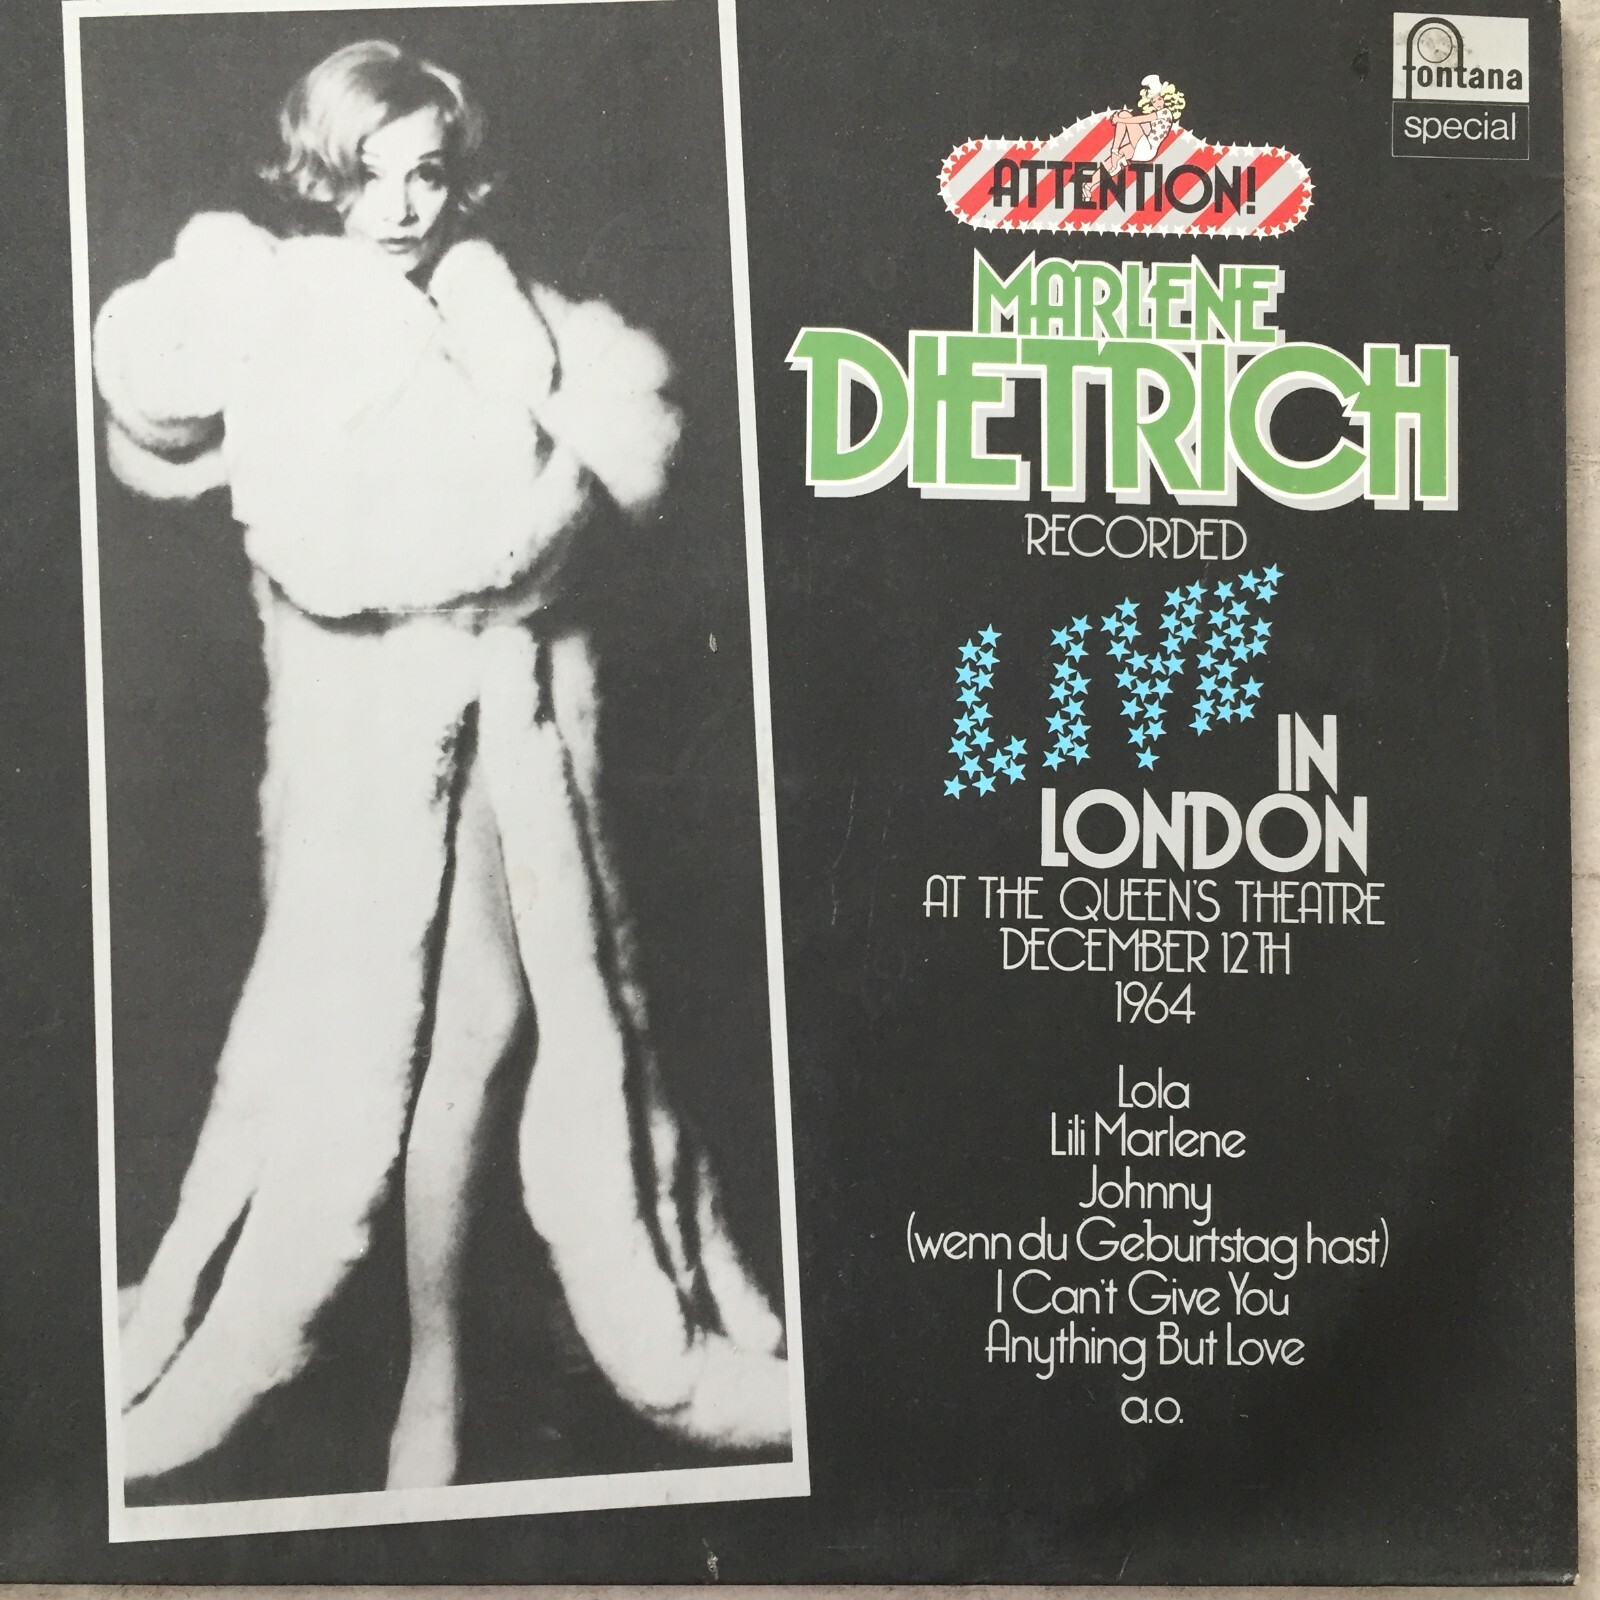 fontana
special
ATTENTION!
MARLENE
DIETRICH
RECORDED
LIVE
IN
LONDON
AT THE QUEEN'S THEATRE
DECEMBER 12TH
1964
Lola
Lili Marlene
Johnny
(wenn du Geburtstag hast)
I Can't Give You
Anything But Love
a.o.